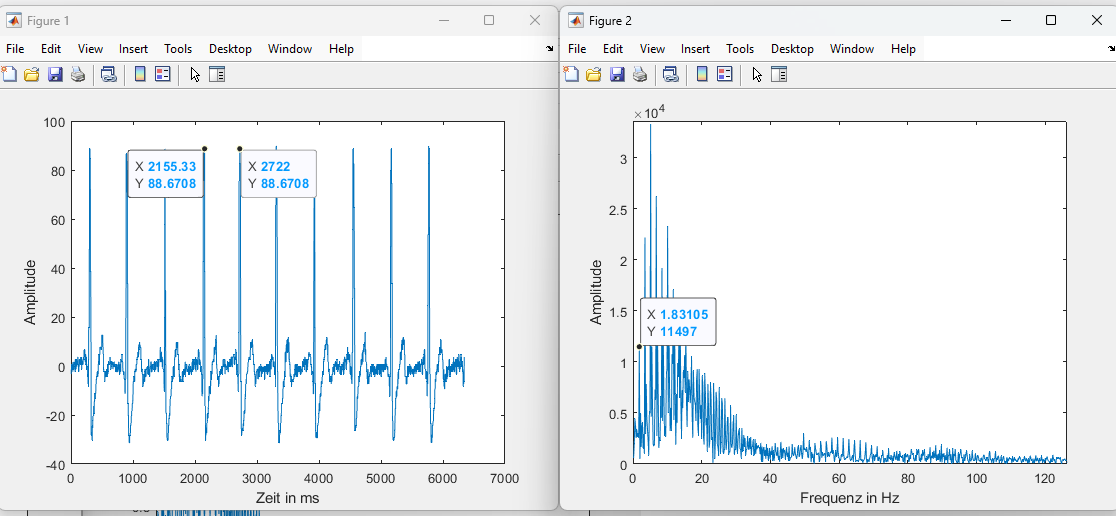 Figure 1
File Edit View Insert Tools Desktop Window Help
100
80
60
40
20
0
-20
-40
Amplitude
X 2155.33
Y 88.6708
X 2722
Y 88.6708
0 1000 2000 3000 4000 5000 6000 7000
Zeit in ms
Figure 2
File Edit View Insert Tools Desktop Window Help
×10^4
3
2.5
2
1.5
1
0.5
0
Amplitude
X 1.83105
Y 11497
0 20 40 60 80 100 120
Frequenz in Hz